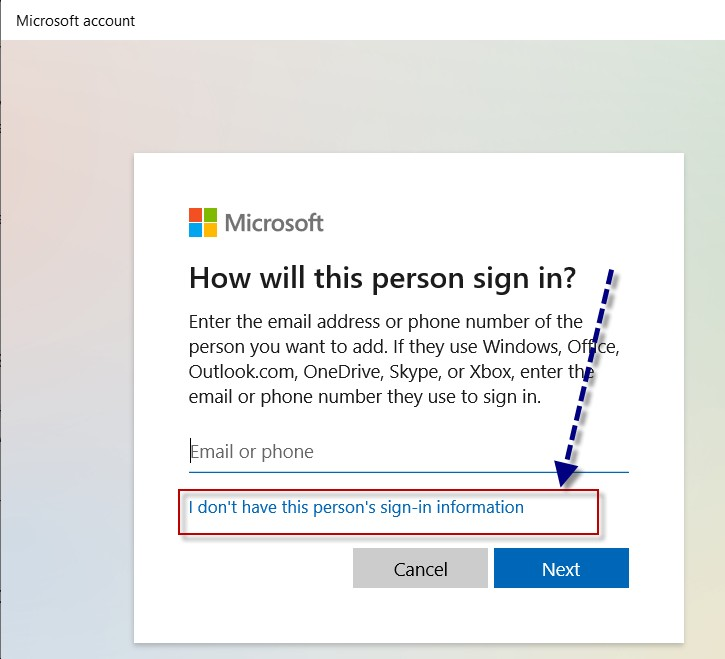 Microsoft account
Microsoft
How will this person sign in?
Enter the email address or phone number of the
person you want to add. If they use Windows, Office,
Outlook.com, OneDrive, Skype, or Xbox, enter the
email or phone number they use to sign in.
Email or phone
I don't have this person's sign-in information
Cancel
Next